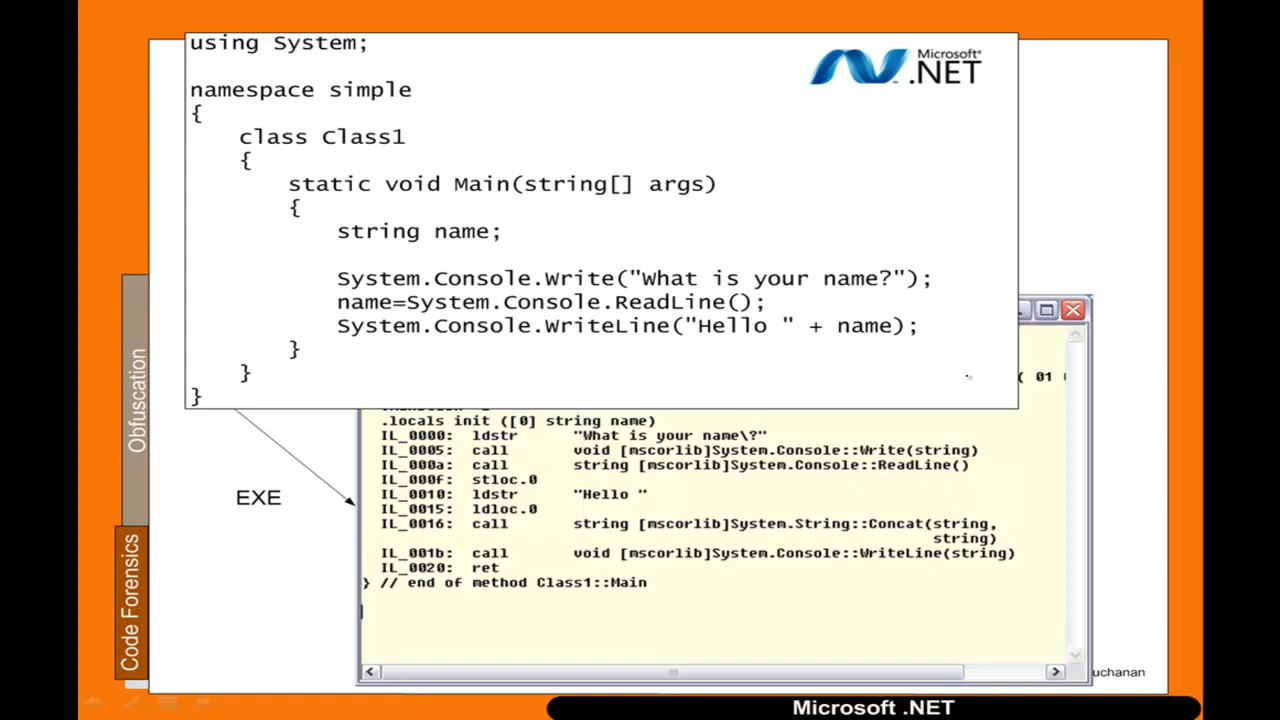 using System;
Microsoft®
.NET
namespace simple
{
class Class1
{
static void Main(string[] args)
{
string name;
System.Console.Write("What is your name?");
name=System.Console.ReadLine();
System.Console.WriteLine("Hello " + name);
}
}
}
( 01
.locals init ([0] string name)
IL_0000: ldstr "What is your name\?"
IL_0005: call void [mscorlib]System.Console::Write(string)
IL_000a: call string [mscorlib]System.Console::ReadLine()
IL_000f: stloc.0
IL_0010: ldstr "Hello "
IL_0015: ldloc.0
IL_0016: call string [mscorlib]System.String::Concat(string,
string)
IL_001b: call void [mscorlib]System.Console::WriteLine(string)
IL_0020: ret
} // end of method Class1::Main
EXE
Obfuscation
Code Forensics
uchanan
Microsoft .NET